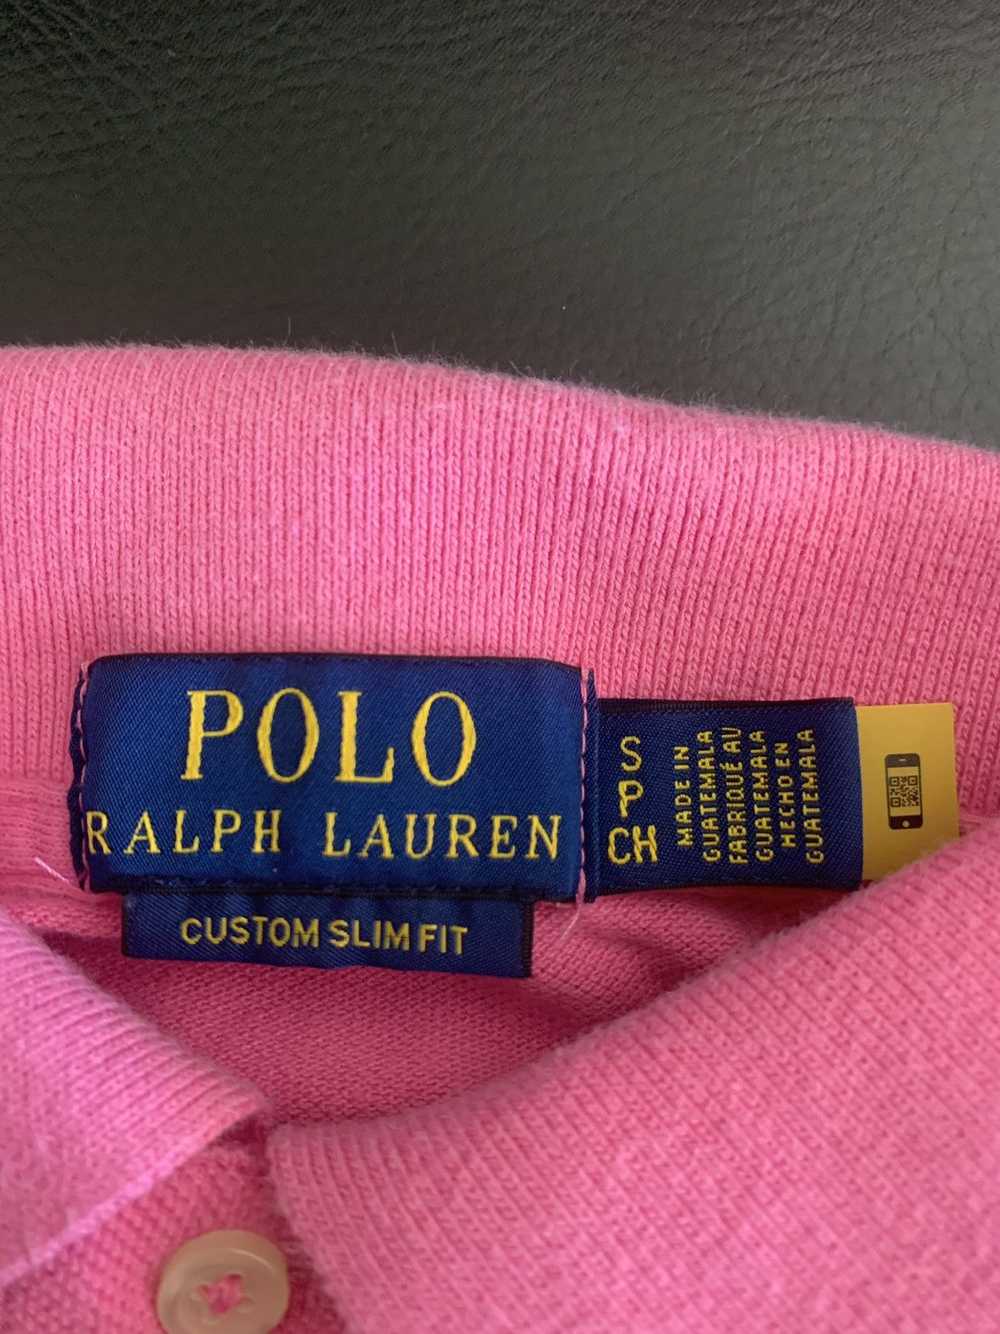 POLO
RALPH LAUREN
CUSTOM SLIM FIT
S
P
CH
MADE IN
GUATEMALA
FABRIQUÉ AU
GUATEMALA
HECHO EN
GUATEMALA